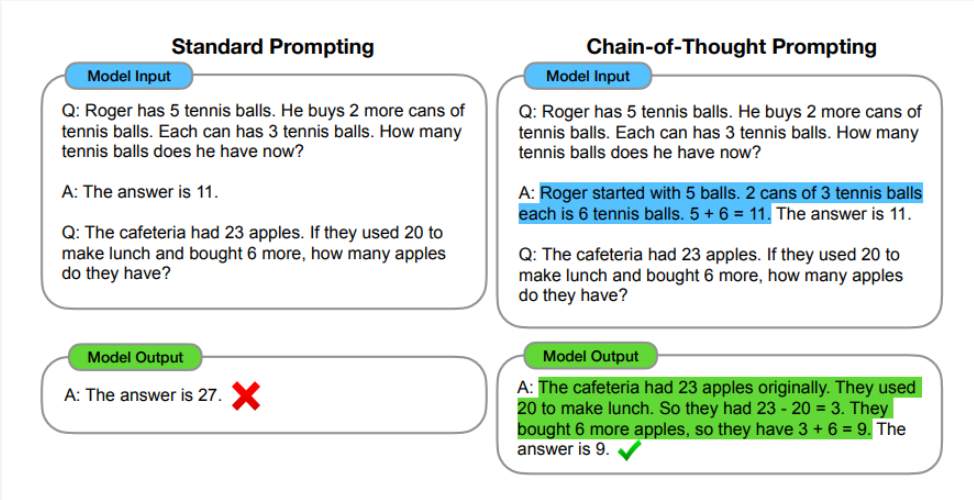 Standard Prompting
Model Input
Q: Roger has 5 tennis balls. He buys 2 more cans of
tennis balls. Each can has 3 tennis balls. How many
tennis balls does he have now?
A: The answer is 11.
Q: The cafeteria had 23 apples. If they used 20 to
make lunch and bought 6 more, how many apples
do they have?
Model Output
A: The answer is 27.
Chain-of-Thought Prompting
Model Input
Q: Roger has 5 tennis balls. He buys 2 more cans of
tennis balls. Each can has 3 tennis balls. How many
tennis balls does he have now?
A: Roger started with 5 balls. 2 cans of 3 tennis balls
each is 6 tennis balls. 5 + 6 = 11. The answer is 11.
Q: The cafeteria had 23 apples. If they used 20 to
make lunch and bought 6 more, how many apples
do they have?
Model Output
A: The cafeteria had 23 apples originally. They used
20 to make lunch. So they had 23 - 20 = 3. They
bought 6 more apples, so they have 3 + 6 = 9. The
answer is 9.